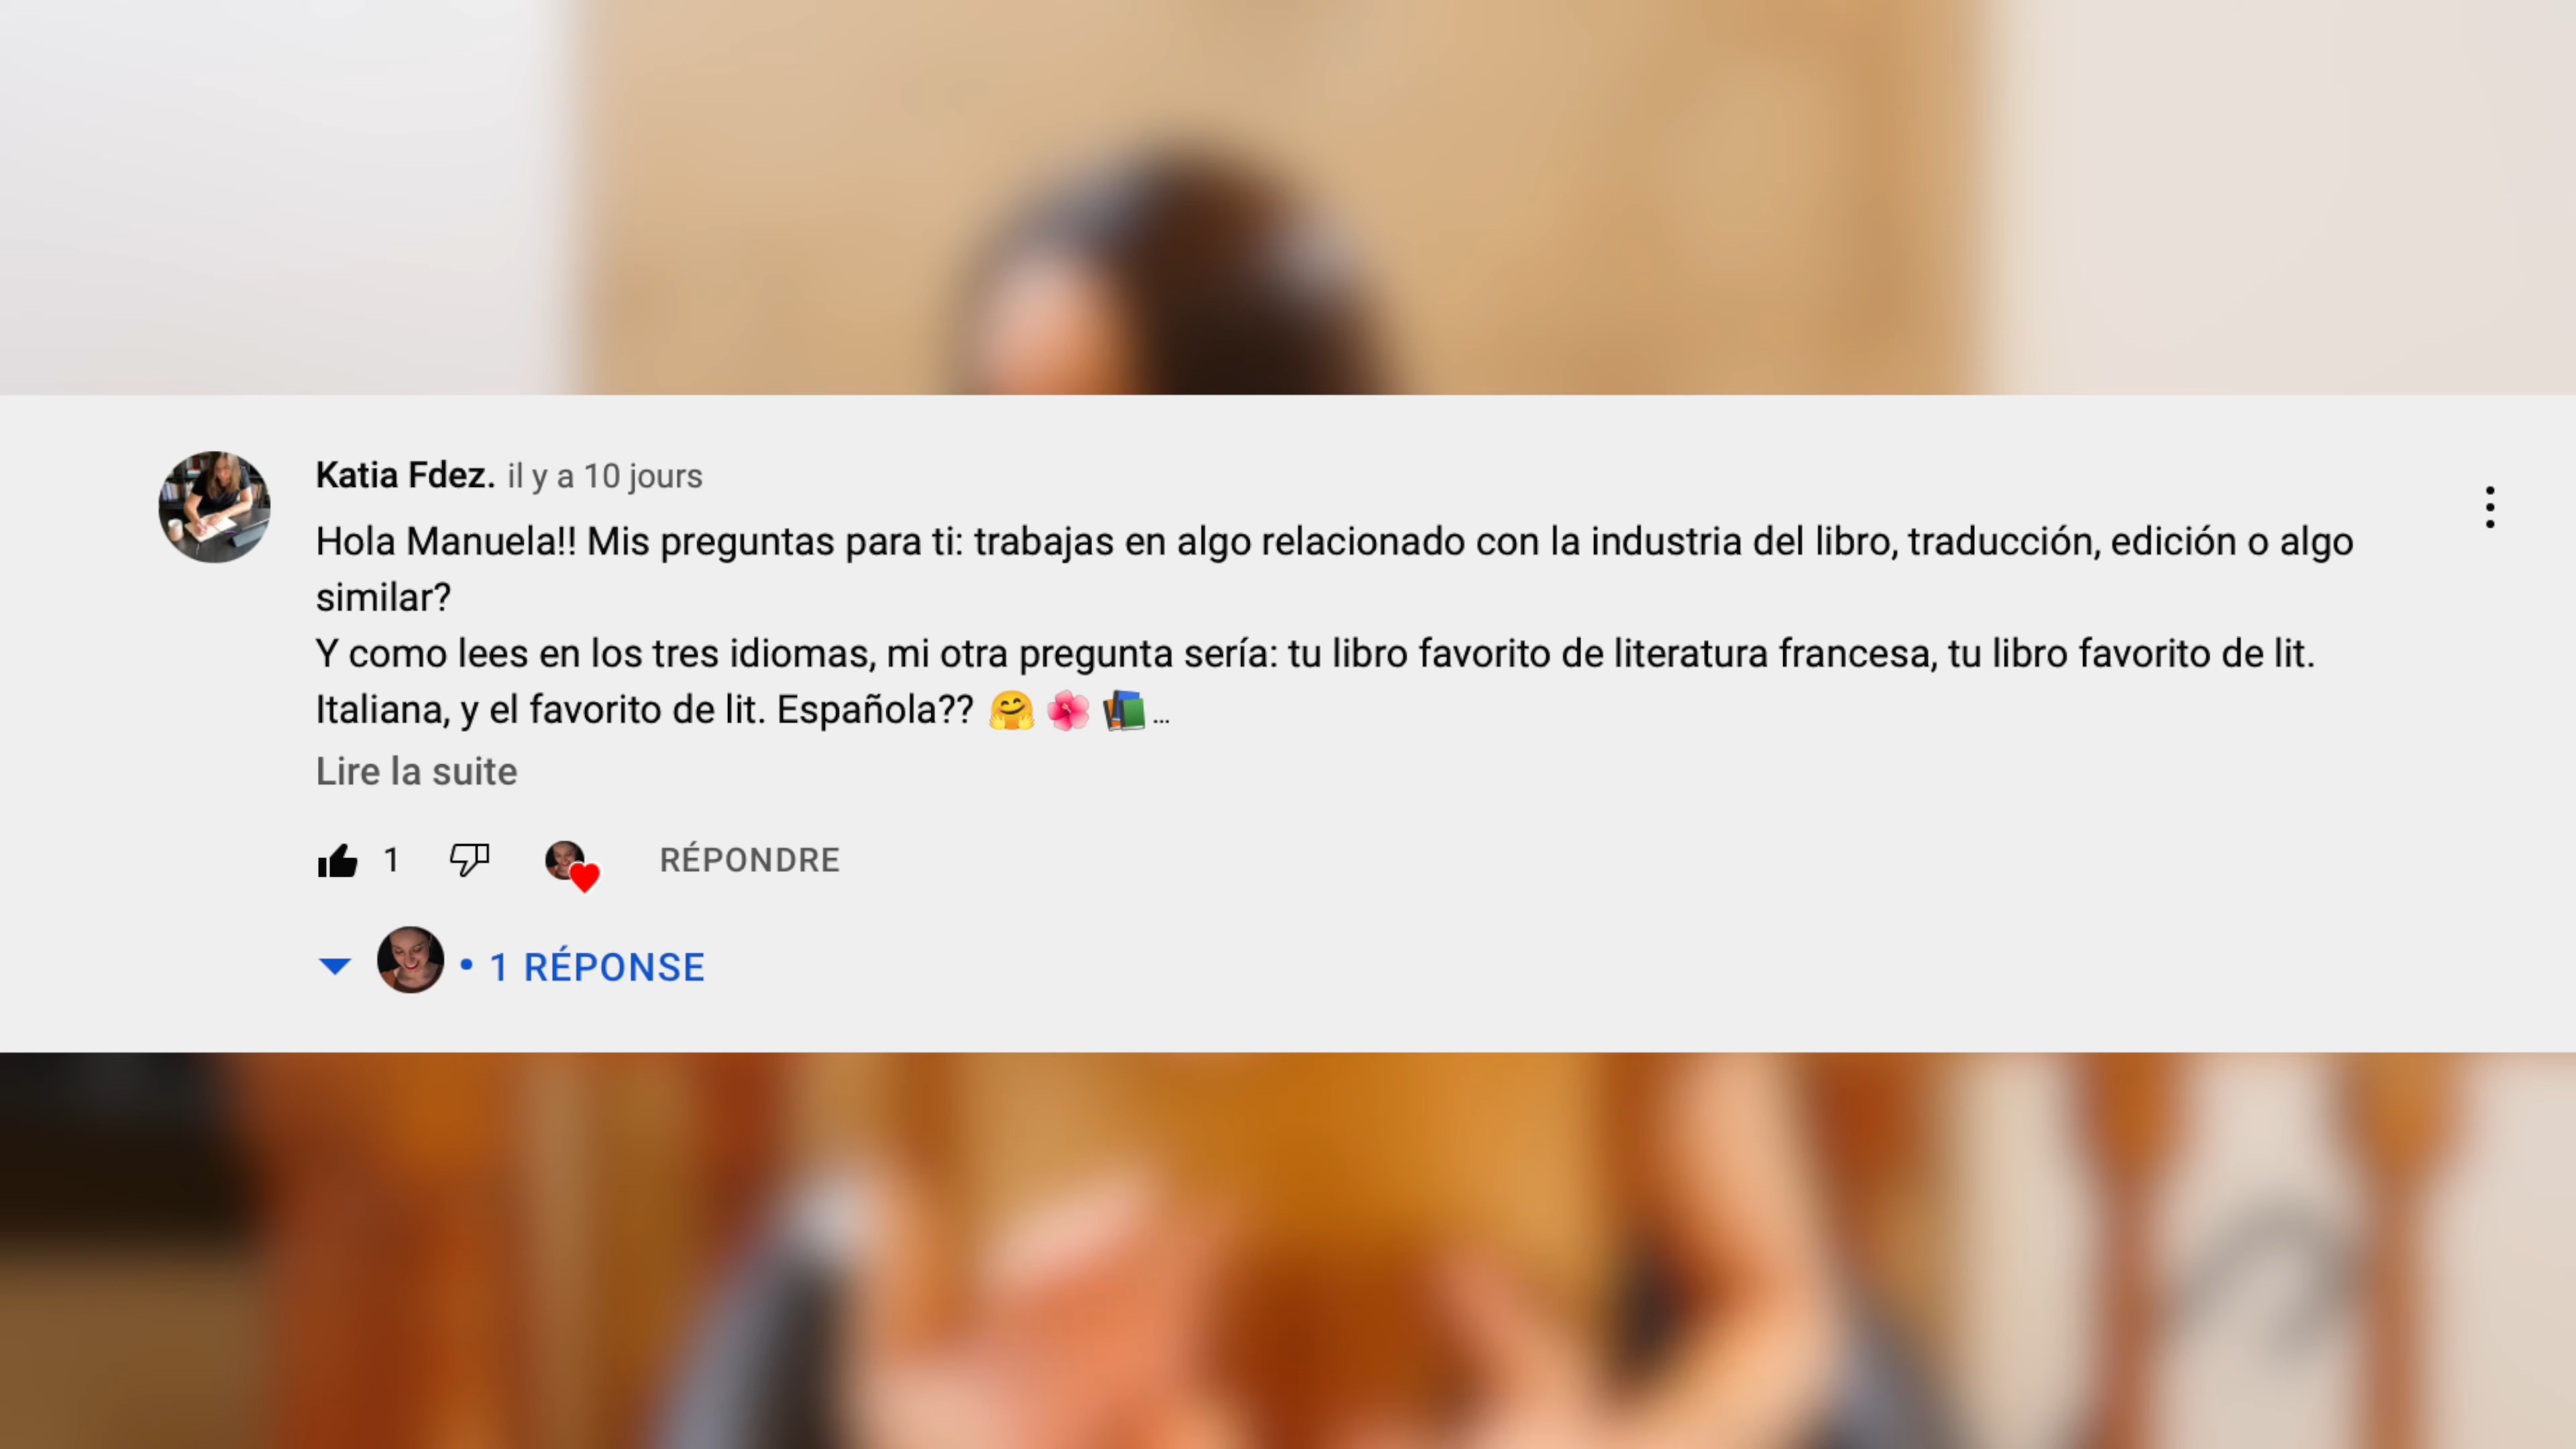 Katia Fdez. il y a 10 jours
Hola Manuela!! Mis preguntas para ti: trabajas en algo relacionado con la industria del libro, traducción, edición o algo
similar?
Y como lees en los tres idiomas, mi otra pregunta sería: tu libro favorito de literatura francesa, tu libro favorito de lit.
Italiana, y el favorito de lit. Española?? 🤗 🌺 📚 ...
Lire la suite
1 RÉPONDRE
• 1 RÉPONSE